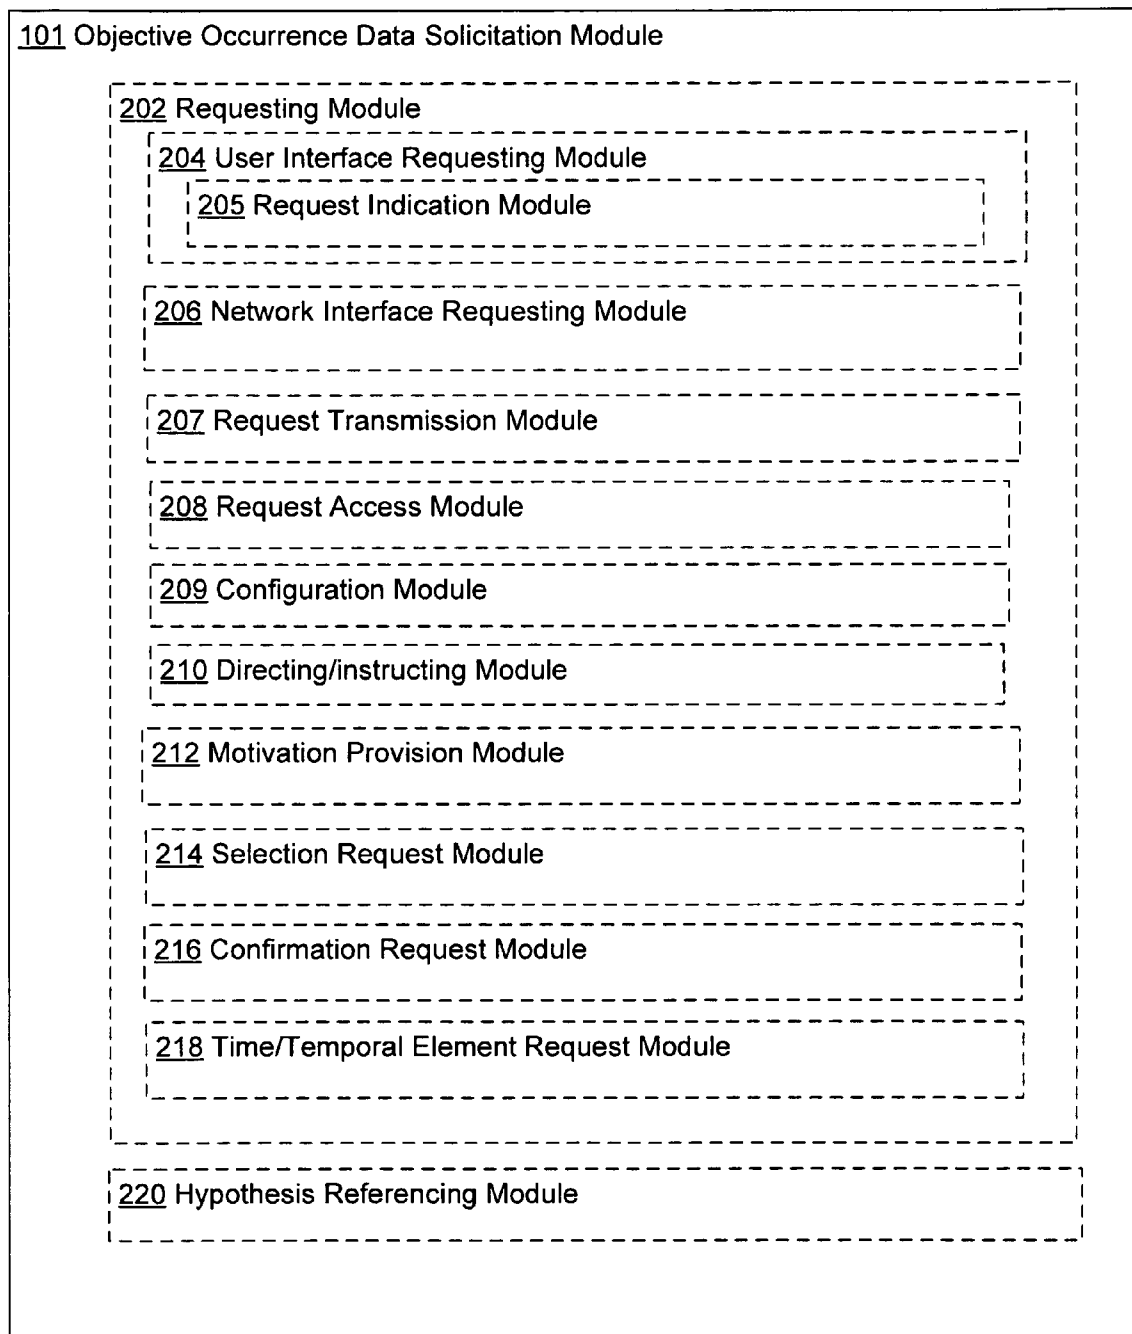 101 Objective Occurrence Data Solicitation Module
202 Requesting Module
204 User Interface Requesting Module
205 Request Indication Module
206 Network Interface Requesting Module
207 Request Transmission Module
208 Request Access Module
209 Configuration Module
210 Directing/instructing Module
212 Motivation Provision Module
214 Selection Request Module
216 Confirmation Request Module
218 Time/Temporal Element Request Module
220 Hypothesis Referencing Module